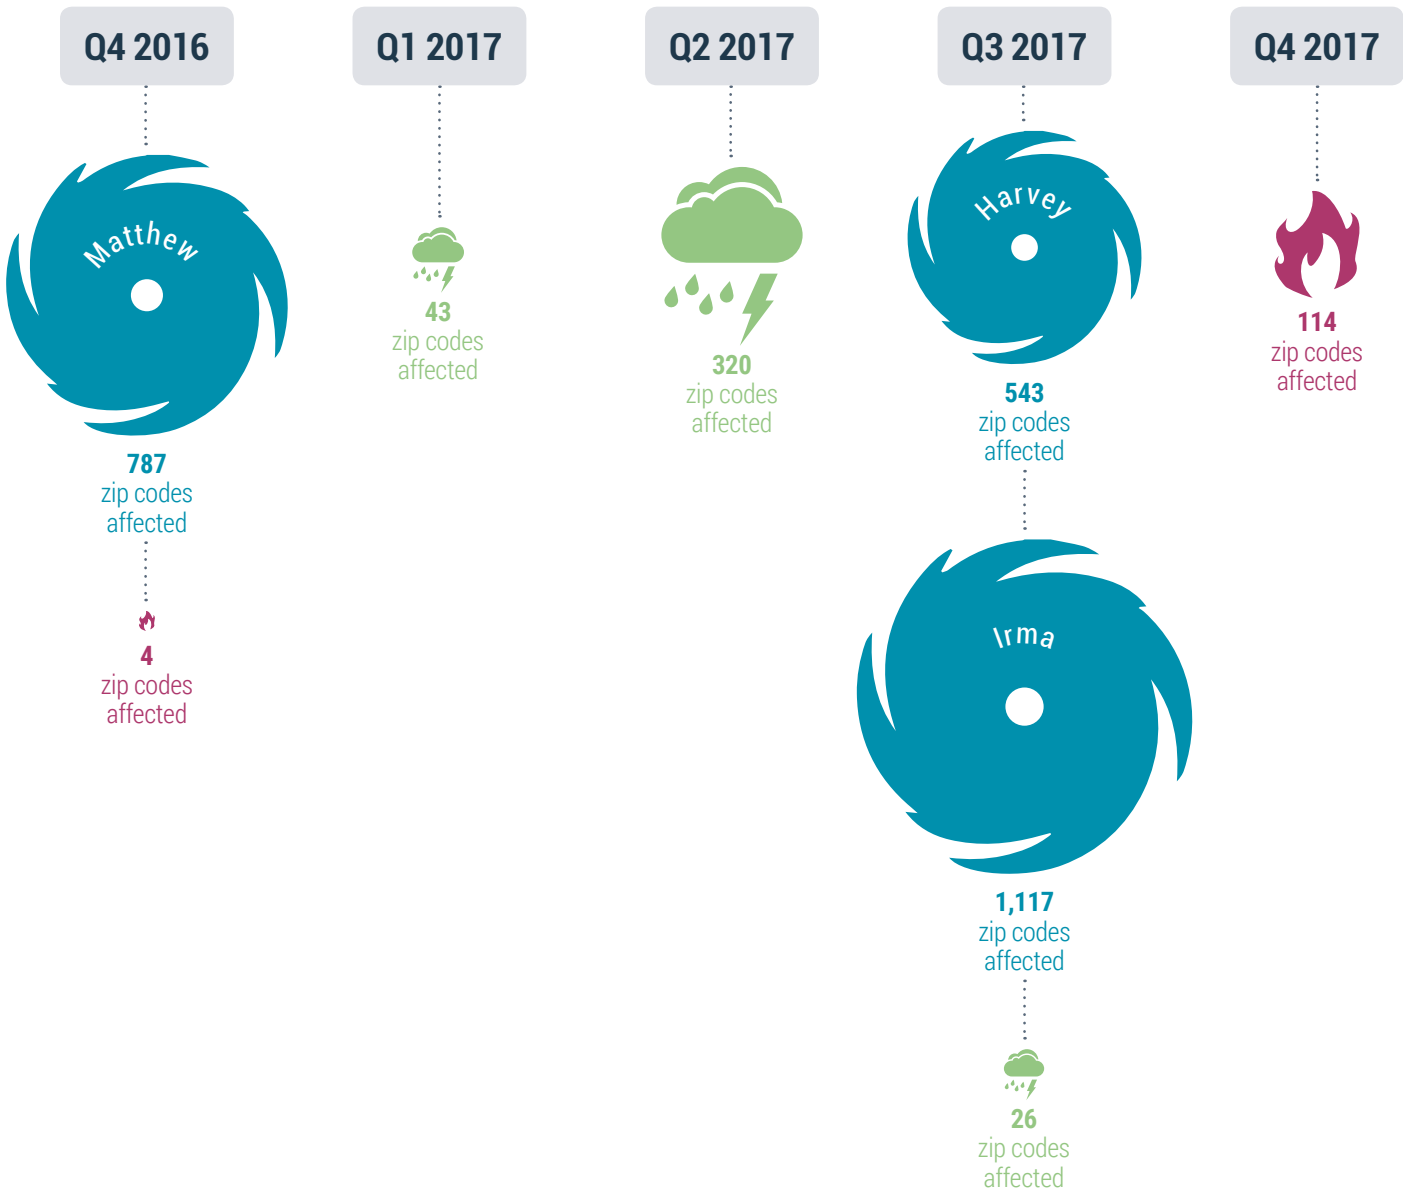 Q4 2016
Matthew
787
zip codes
affected
4
zip codes
affected
Q1 2017
43
zip codes
affected
Q2 2017
320
zip codes
affected
Q3 2017
Harvey
543
zip codes
affected
Irma
1,117
zip codes
affected
26
zip codes
affected
Q4 2017
114
zip codes
affected